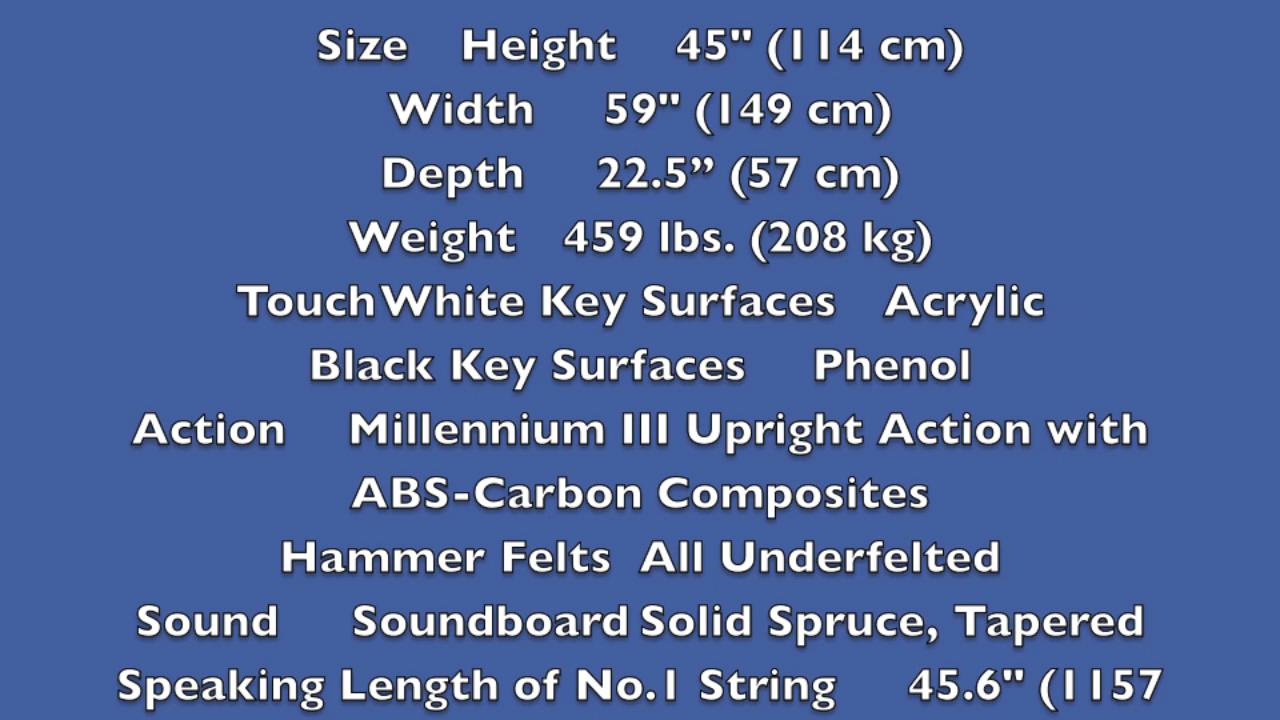 Size Height 45" (114 cm)
Width 59" (149 cm)
Depth 22.5” (57 cm)
Weight 459 lbs. (208 kg)
Touch White Key Surfaces Acrylic
Black Key Surfaces Phenol
Action Millennium III Upright Action with
ABS-Carbon Composites
Hammer Felts All Underfelted
Sound Soundboard Solid Spruce, Tapered
Speaking Length of No.1 String 45.6" (1157